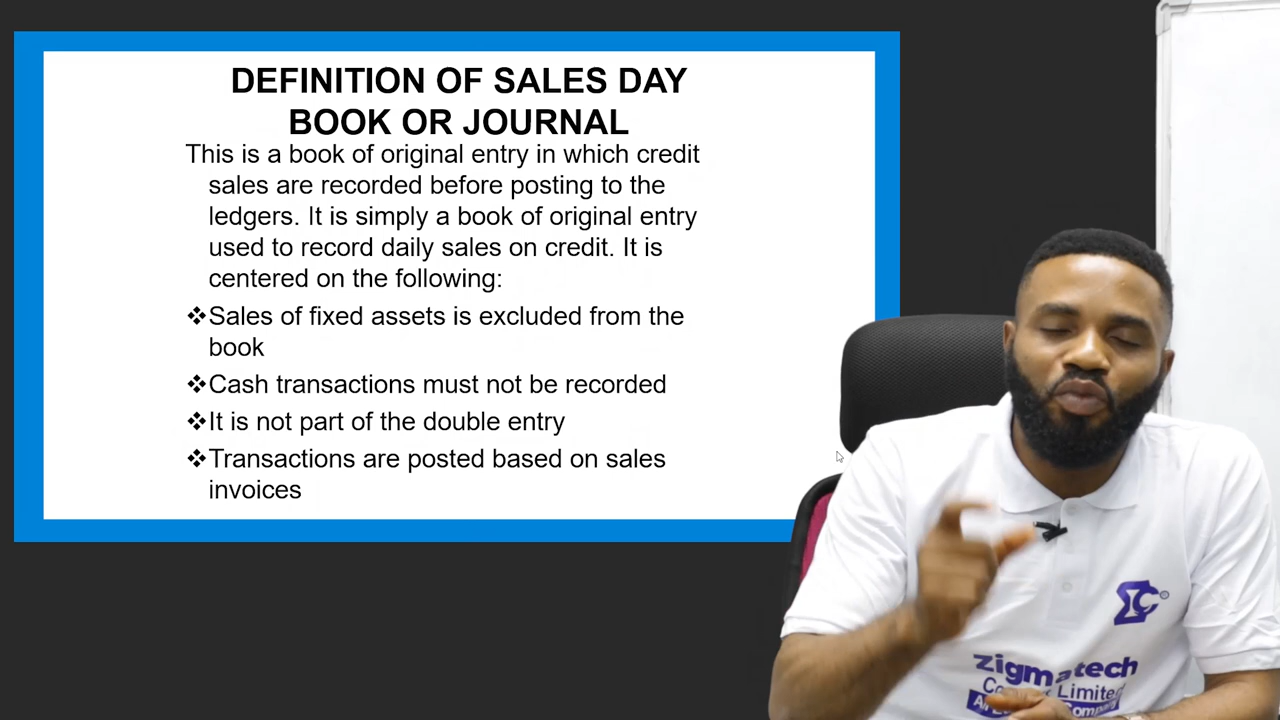 DEFINITION OF SALES DAY
BOOK OR JOURNAL
This is a book of original entry in which credit
sales are recorded before posting to the
ledgers. It is simply a book of original entry
used to record daily sales on credit. It is
centered on the following:
❖Sales of fixed assets is excluded from the
book
❖Cash transactions must not be recorded
❖It is not part of the double entry
❖Transactions are posted based on sales
invoices
zigmatech
Limited